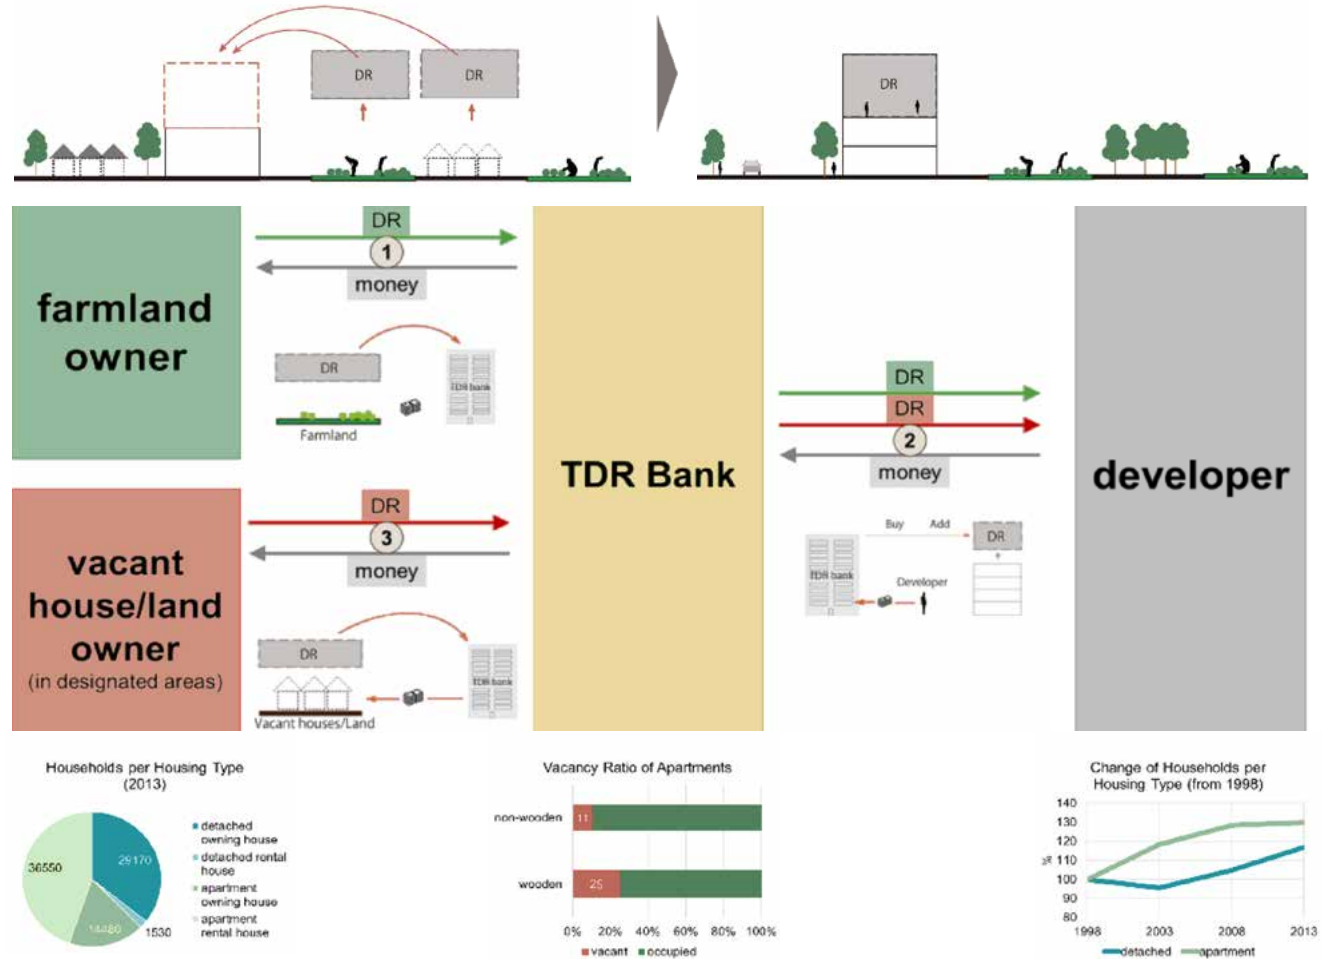 DR
DR
DR
DR
1
money
farmland
owner
DR
TDR bank
Farmland
DR
3
money
vacant
house/land
owner
(in designated areas)
DR
TDR bank
Vacant houses/Land
TDR Bank
DR
DR
2
money
Buy Add
DR
+
TDR bank
Developer
developer
Households per Housing Type
(2013)
36550
29170
14480
1530
detached
owning house
detached rental
house
apartment
owning house
apartment
rental house
Vacancy Ratio of Apartments
non-wooden
11
wooden
25
0% 20% 40% 60% 80% 100%
vacant occupied
Change of Households per
Housing Type (from 1998)
140
130
120
110
100
90
80
%
1998 2003 2008 2013
detached apartment